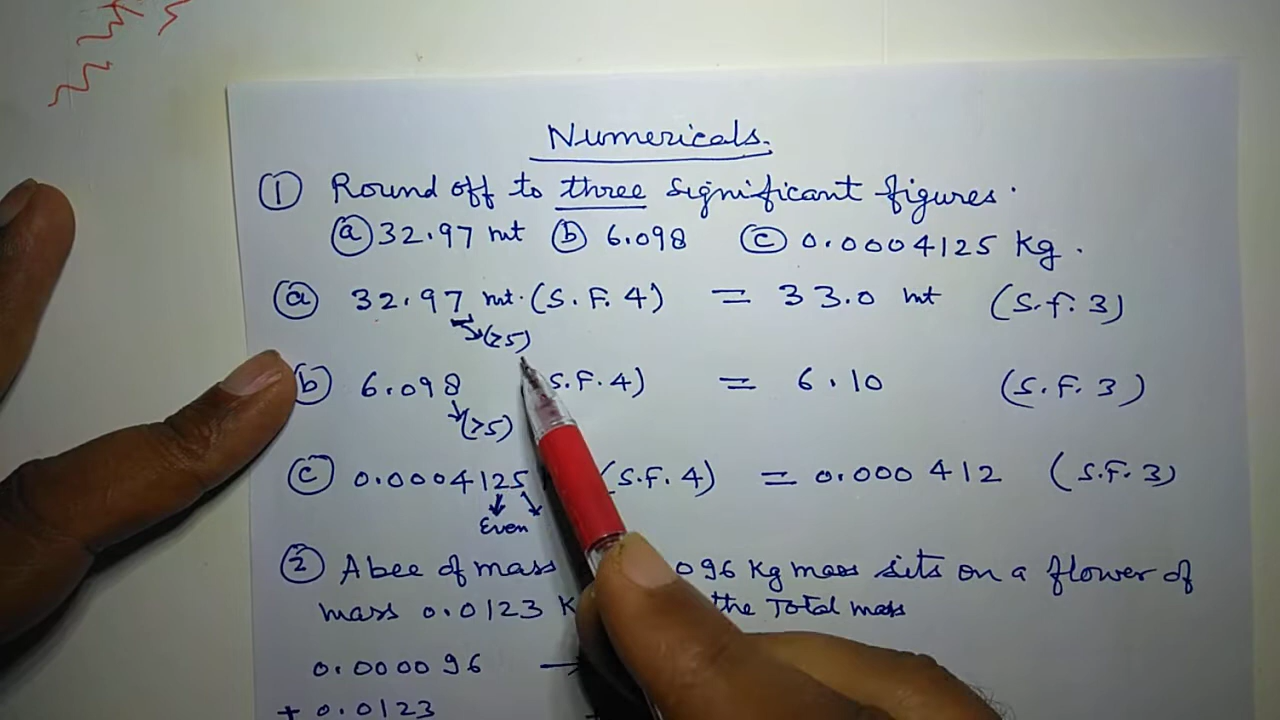 Numericals.
① Round off to three significant figures.
ⓐ 32.97 mt ⓑ 6.098 ⓒ 0.0004125 Kg.
ⓐ 32.97 mt. (S.F. 4) = 33.0 mt (S.f. 3)
(>5)
ⓑ 6.098 S.F. 4) = 6.10 (S.F. 3)
(>5)
ⓒ 0.0004125 (S.F. 4) = 0.000412 (S.F. 3)
Even
② A bee of mass 096 Kg mass sits on a flower of
mass 0.0123 K the Total mass
0.000096 →
+ 0.0123